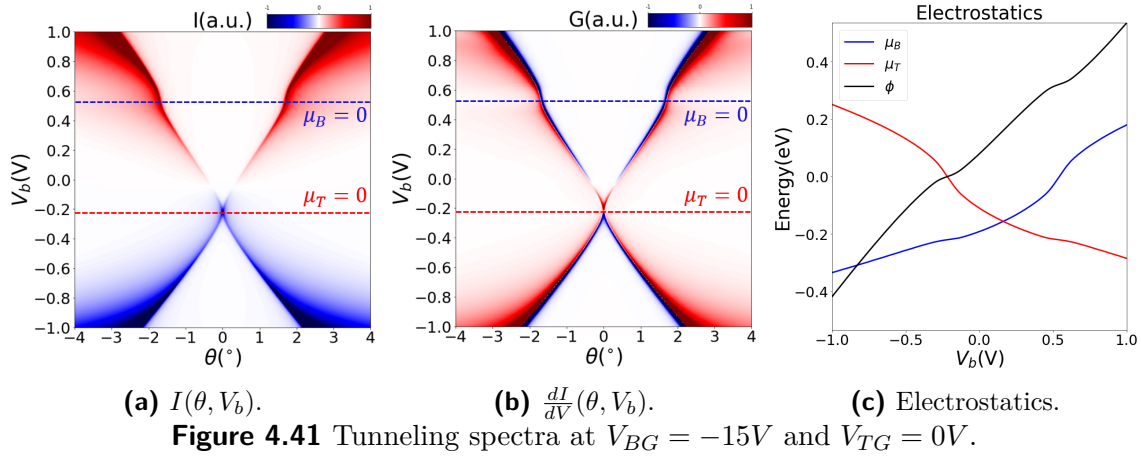 I(a.u.)
-1 0 1
1.0
0.8
0.6
0.4
0.2
0.0
−0.2
−0.4
−0.6
−0.8
−1.0
V_b(V)
μ_B = 0
μ_T = 0
−4 −3 −2 −1 0 1 2 3 4
θ(°)
(a) I(θ, V_b).
G(a.u.)
-1 0 1
1.0
0.8
0.6
0.4
0.2
0.0
−0.2
−0.4
−0.6
−0.8
−1.0
V_b(V)
μ_B = 0
μ_T = 0
−4 −3 −2 −1 0 1 2 3 4
θ(°)
(b) dI/dV(θ, V_b).
Electrostatics
μ_B
μ_T
ϕ
0.4
0.2
0.0
−0.2
−0.4
Energy(eV)
−1.0 −0.5 0.0 0.5 1.0
V_b(V)
(c) Electrostatics.
Figure 4.41 Tunneling spectra at V_{BG} = −15V and V_{TG} = 0V.